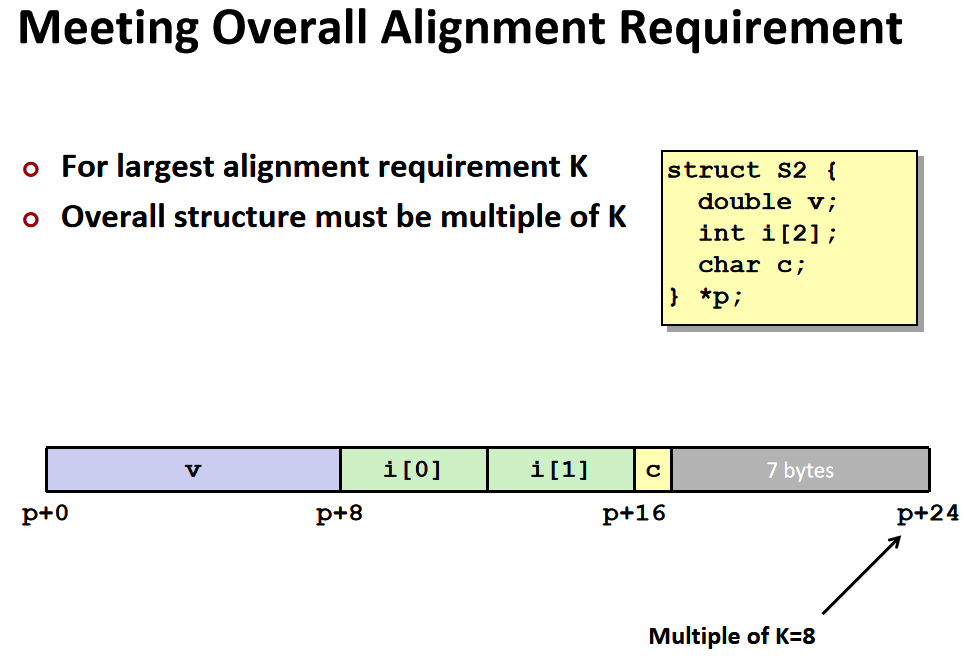 Meeting Overall Alignment Requirement
For largest alignment requirement K
Overall structure must be multiple of K
struct S2 {
  double v;
  int i[2];
  char c;
} *p;
v i[0] i[1] c 7 bytes
p+0 p+8 p+16 p+24
Multiple of K=8